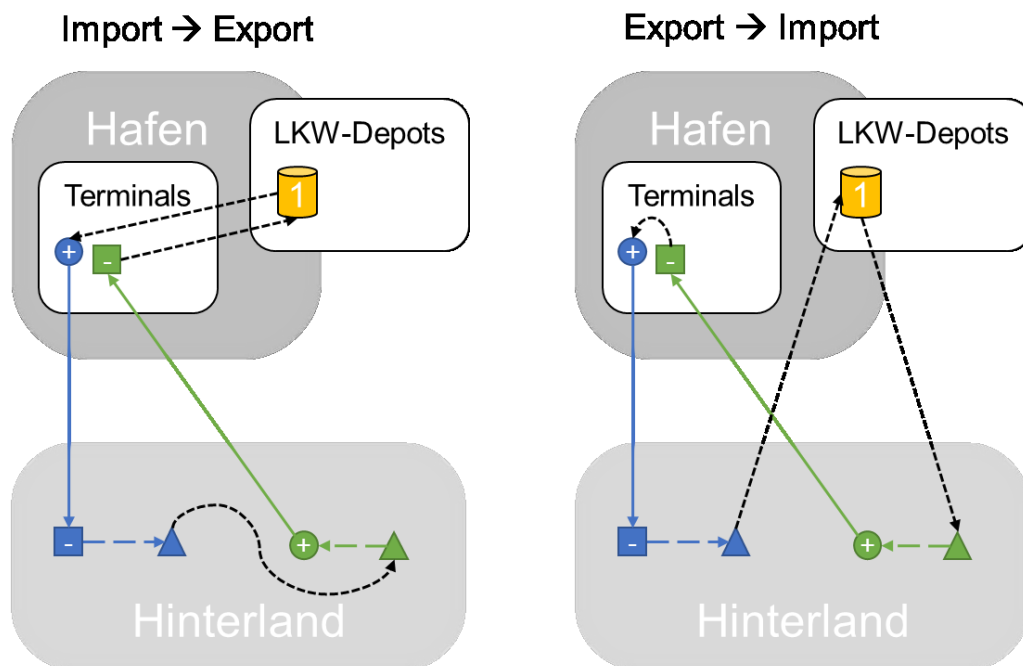 Import → Export
Hafen
LKW-Depots
1
Terminals
+
-
-
+
Hinterland
Export → Import
Hafen
LKW-Depots
1
Terminals
+
-
-
+
Hinterland